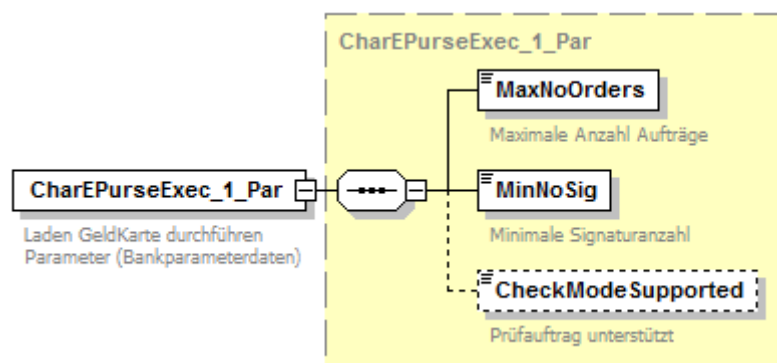 CharEPurseExec_1_Par
MaxNoOrders
Maximale Anzahl Aufträge
CharEPurseExec_1_Par
Laden GeldKarte durchführen
Parameter (Bankparameterdaten)
MinNoSig
Minimale Signaturanzahl
CheckModeSupported
Prüfauftrag unterstützt